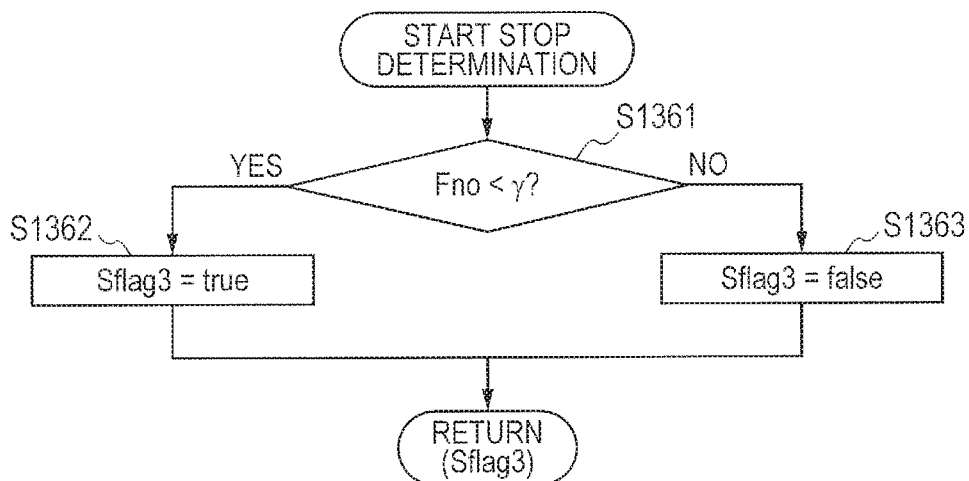 START STOP
DETERMINATION
S1361
YES
Fno < γ?
NO
S1362
S1363
Sflag3 = true
Sflag3 = false
RETURN
(Sflag3)